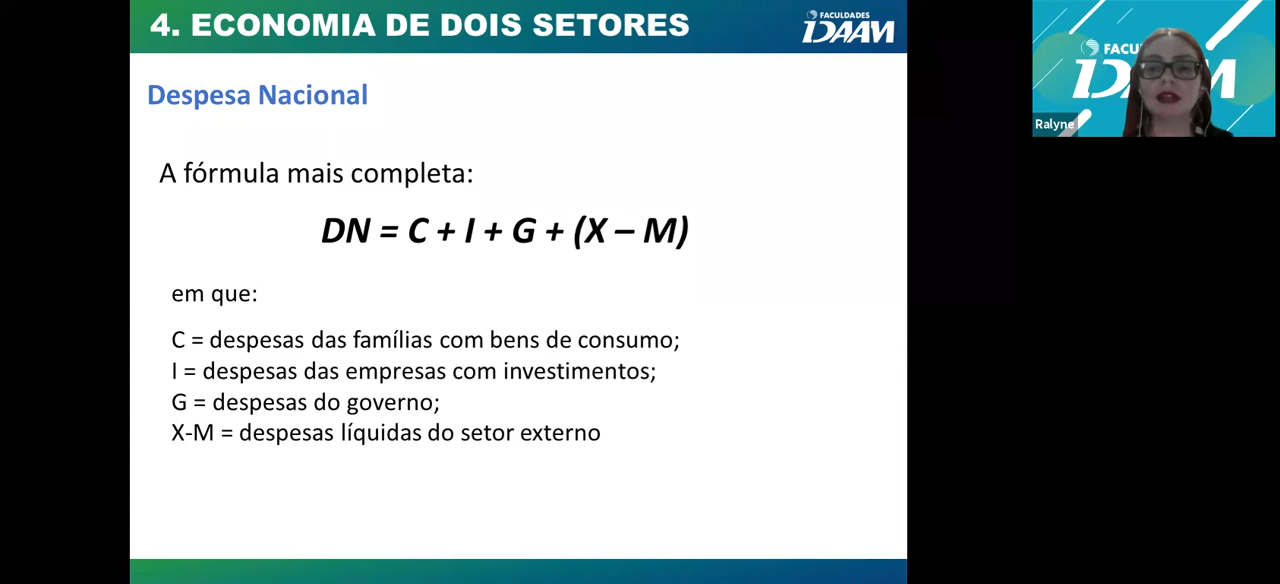 4. ECONOMIA DE DOIS SETORES
FACULDADES
IDAAM
Despesa Nacional
A fórmula mais completa:
DN = C + I + G + (X – M)
em que:
C = despesas das famílias com bens de consumo;
I = despesas das empresas com investimentos;
G = despesas do governo;
X-M = despesas líquidas do setor externo
Ralyne